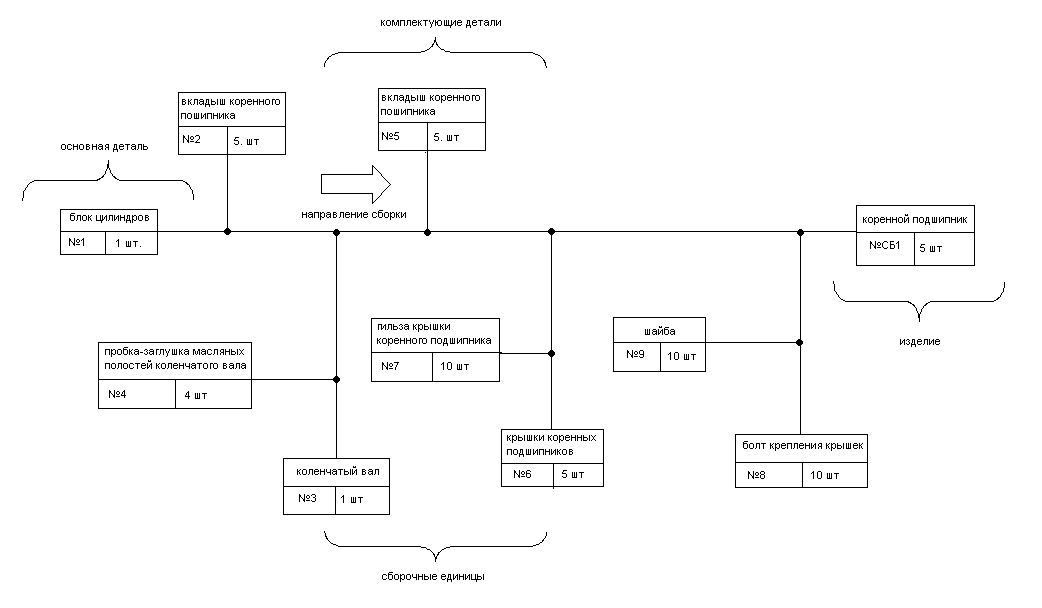 комплектующие детали
вкладыш коренного
пошипника
№2
5. шт
вкладыш коренного
пошипника
№5
5. шт
основная деталь
направление сборки
блок цилиндров
№1
1 шт.
коренной подшипник
№СБ1
5 шт
изделие
пробка-заглушка масляных
полостей коленчатого вала
№4
4 шт
гильза крышки
коренного подшипника
№7
10 шт
шайба
№9
10 шт
коленчатый вал
№3
1 шт
крышки коренных
подшипников
№6
5 шт
болт крепления крышек
№8
10 шт
сборочные единицы